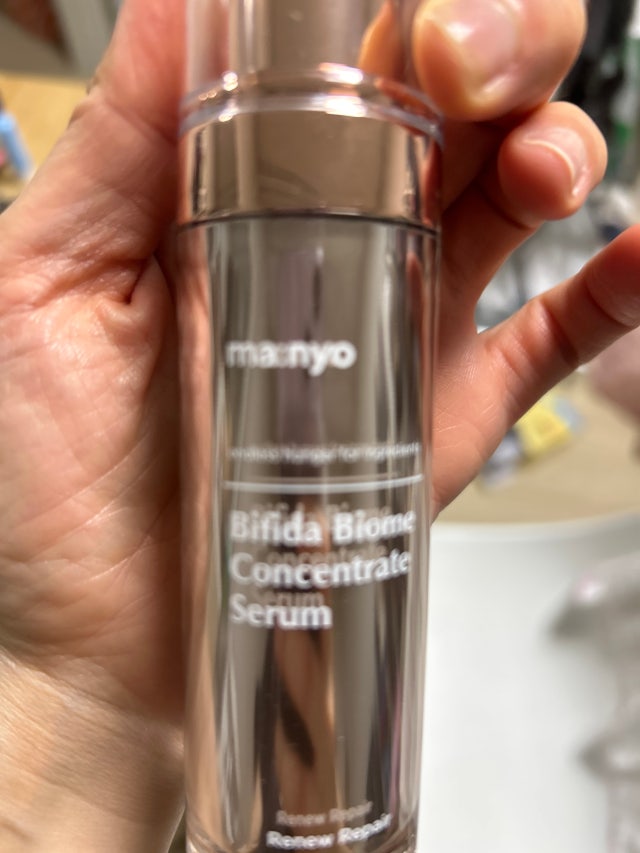 ma:nyo
Bifida Biome
Concentrate
Serum
Renew Repair